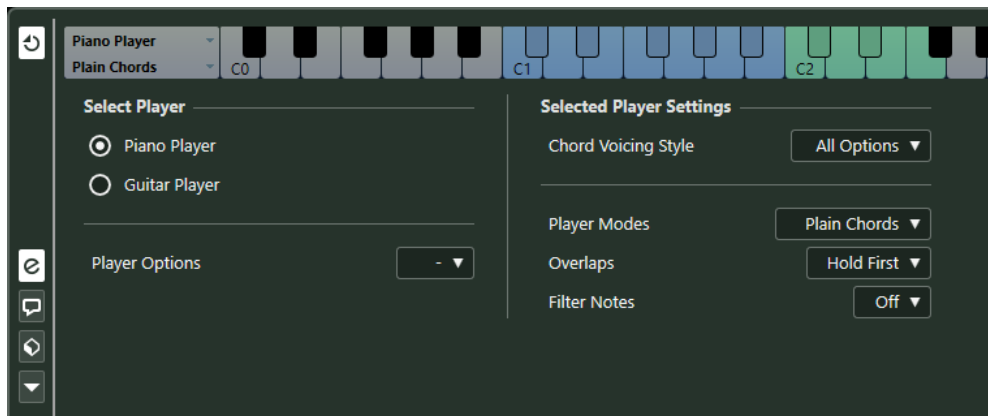 Piano Player
Plain Chords
C0
C1
C2
Select Player
Piano Player
Guitar Player
Player Options
-
Selected Player Settings
Chord Voicing Style
All Options
Player Modes
Plain Chords
Overlaps
Hold First
Filter Notes
Off